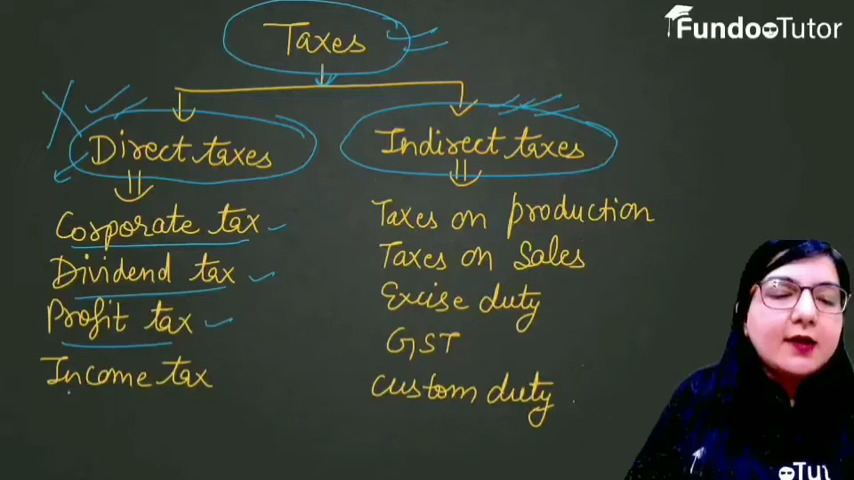 FundooTutor
Taxes
Direct taxes
Indirect taxes
Corporate tax
Dividend tax
Profit tax
Income tax
Taxes on production
Taxes on Sales
Excise duty
GST
Custom duty